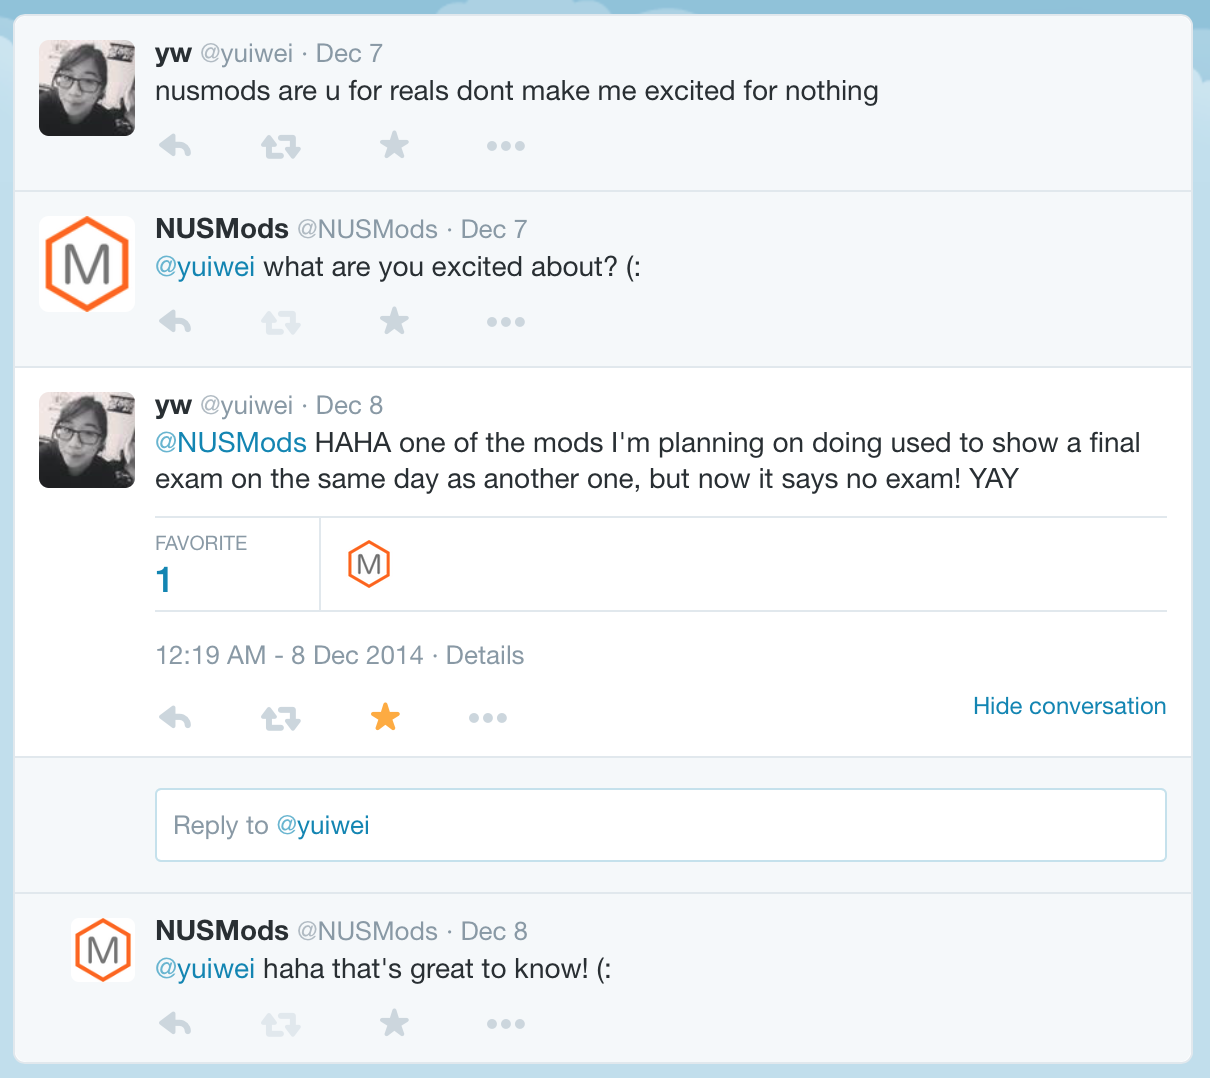 yw @yuiwei · Dec 7
nusmods are u for reals dont make me excited for nothing
M
NUSMods @NUSMods · Dec 7
@yuiwei what are you excited about? (:
yw @yuiwei · Dec 8
@NUSMods HAHA one of the mods I'm planning on doing used to show a final
exam on the same day as another one, but now it says no exam! YAY
FAVORITE
1
M
12:19 AM - 8 Dec 2014 · Details
Hide conversation
Reply to @yuiwei
M
NUSMods @NUSMods · Dec 8
@yuiwei haha that's great to know! (: